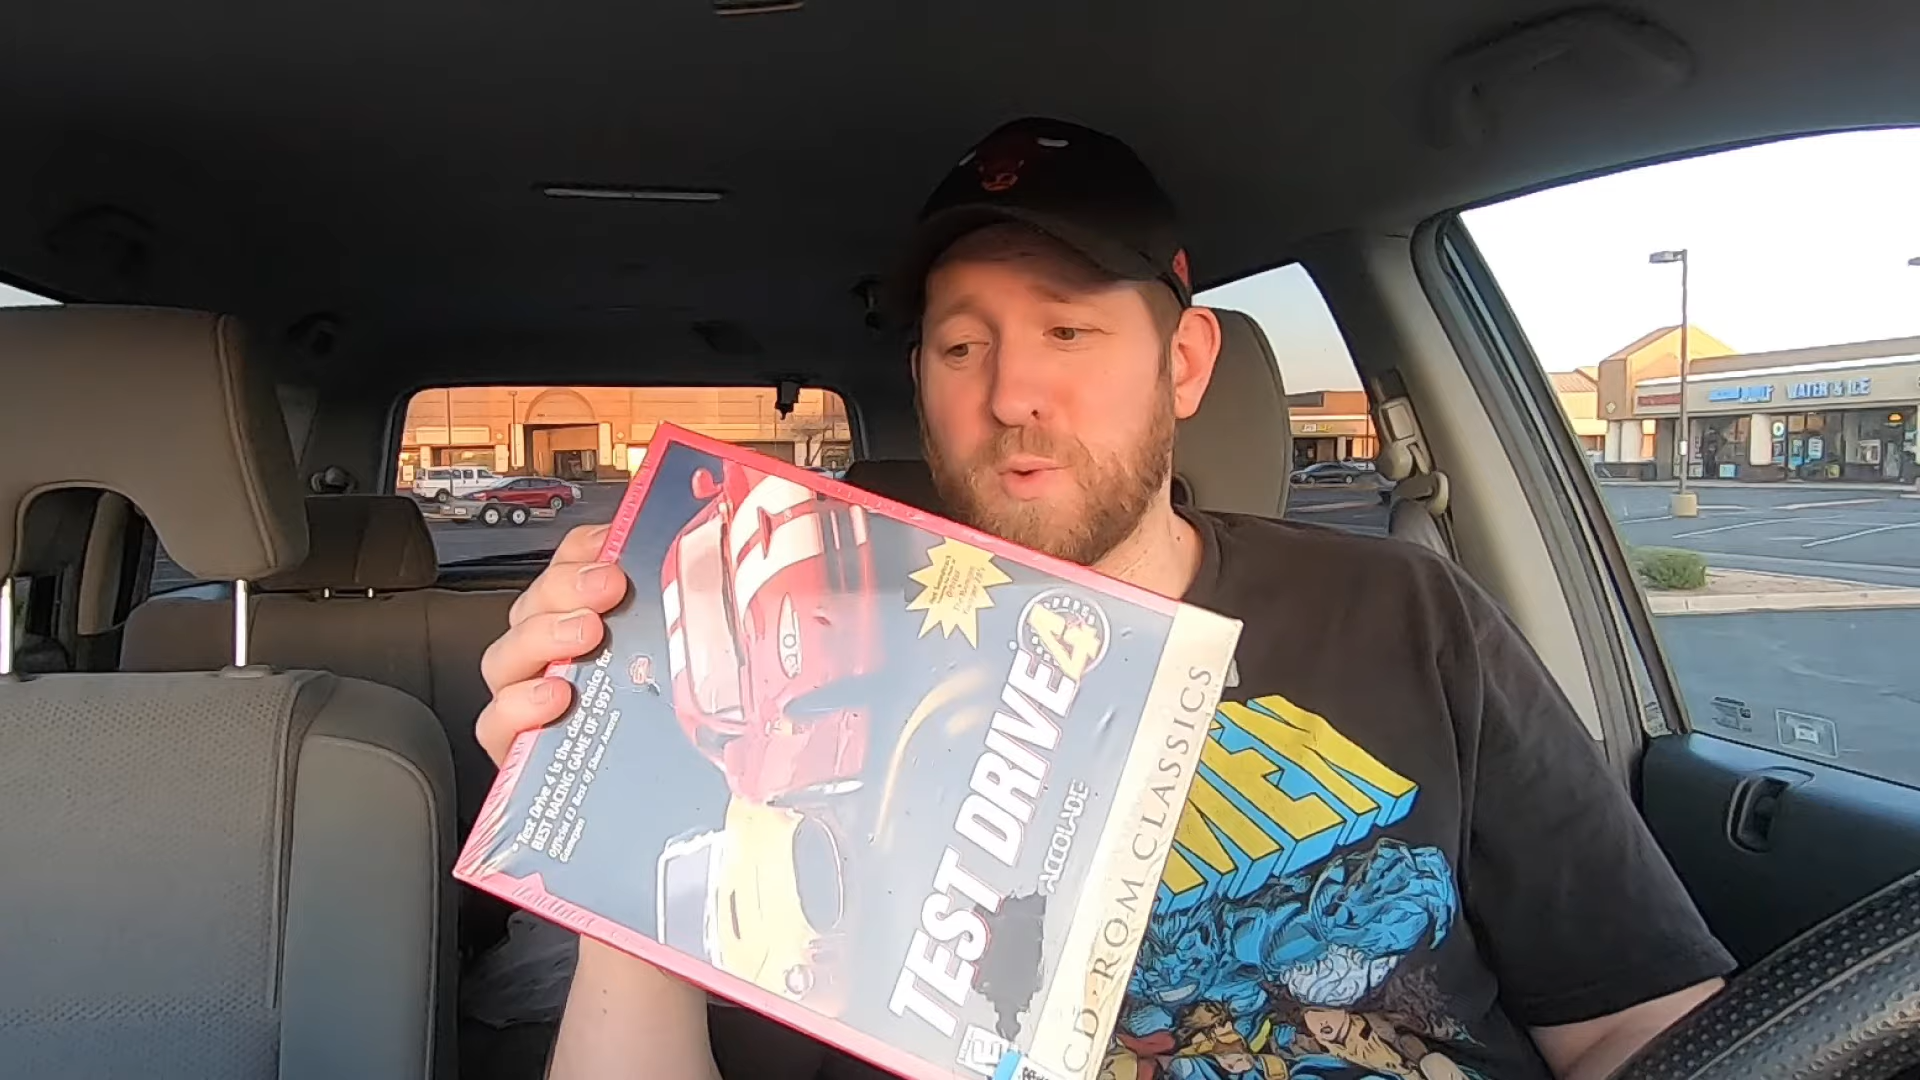 "Test Drive 4 is the clear choice for
BEST RACING GAME OF 1997"
Official E3 Best of Show Awards
Gamespen
TEST DRIVE 4
ACCOLADE
CD-ROM CLASSICS
E
MEN
WATER & ICE